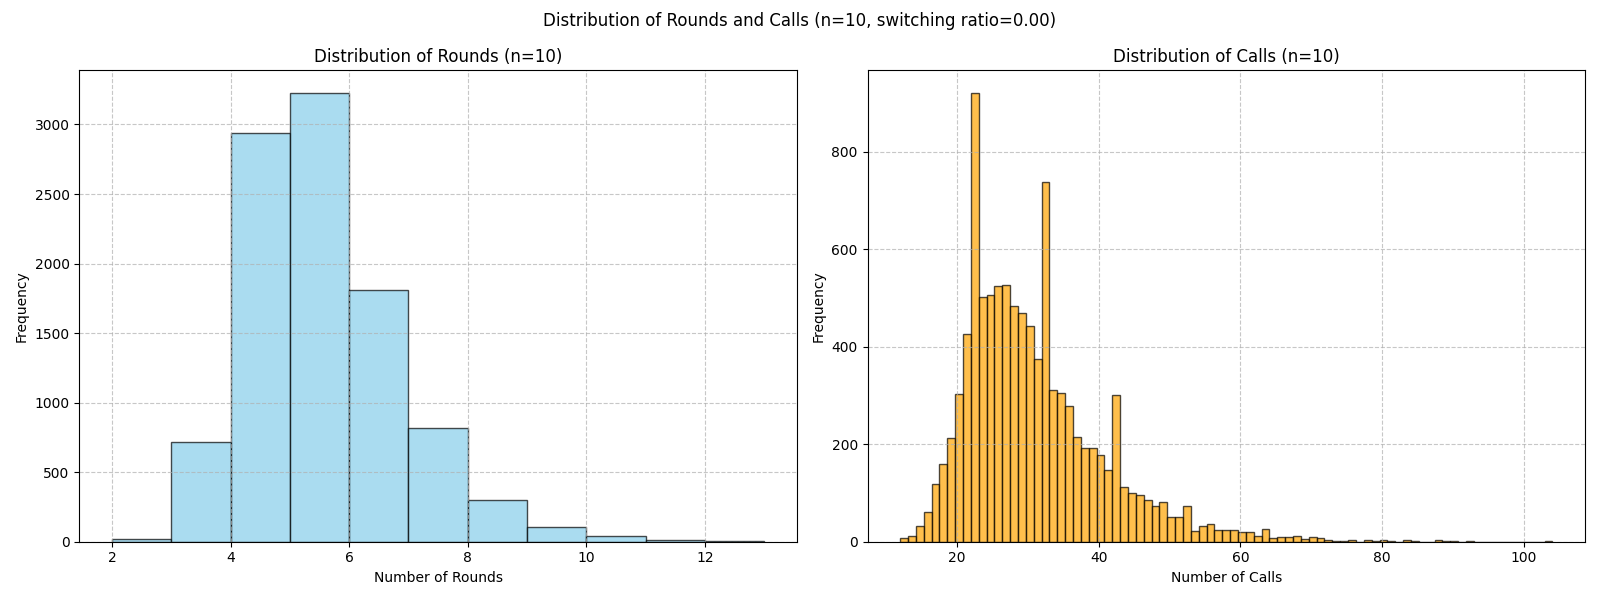 Distribution of Rounds and Calls (n=10, switching ratio=0.00)
Distribution of Rounds (n=10)
Frequency
3000
2500
2000
1500
1000
500
0
2 4 6 8 10 12
Number of Rounds
Distribution of Calls (n=10)
Frequency
800
600
400
200
0
20 40 60 80 100
Number of Calls